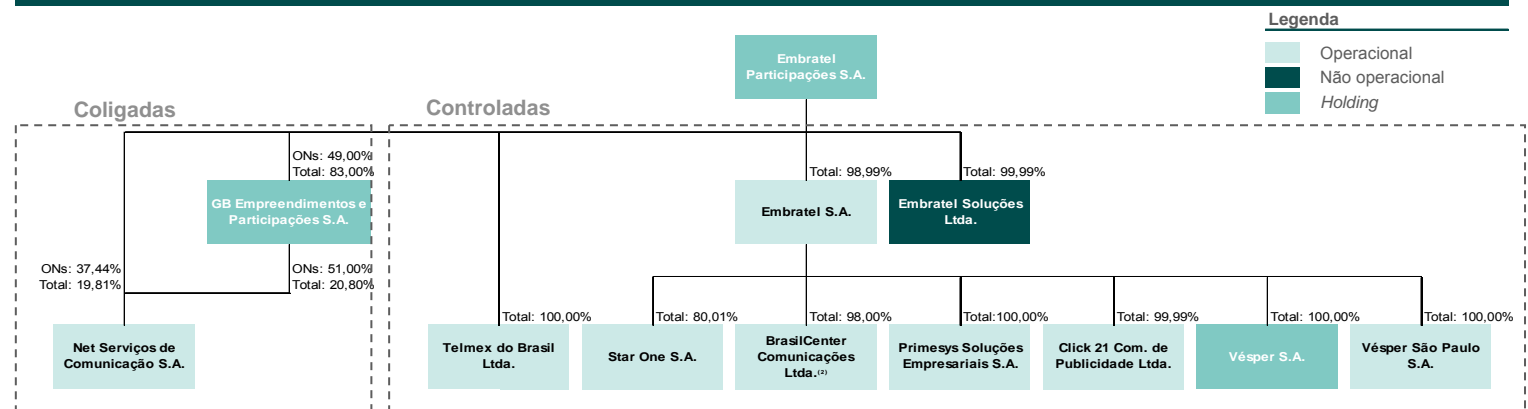 Legenda
Operacional
Não operacional
Holding
Embratel
Participações S.A.
Coligadas
Controladas
ONs: 49,00%
Total: 83,00%
Total: 98,99%
Total: 99,99%
GB Empreendimentos e
Participações S.A.
Embratel S.A.
Embratel Soluções
Ltda.
ONs: 37,44%
Total: 19,81%
ONs: 51,00%
Total: 20,80%
Total: 100,00%
Total: 80,01%
Total: 98,00%
Total:100,00%
Total: 99,99%
Total: 100,00%
Total: 100,00%
Net Serviços de
Comunicação S.A.
Telmex do Brasil
Ltda.
Star One S.A.
BrasilCenter
Comunicações
Ltda.⁽²⁾
Primesys Soluções
Empresariais S.A.
Click 21 Com. de
Publicidade Ltda.
Vésper S.A.
Vésper São Paulo
S.A.